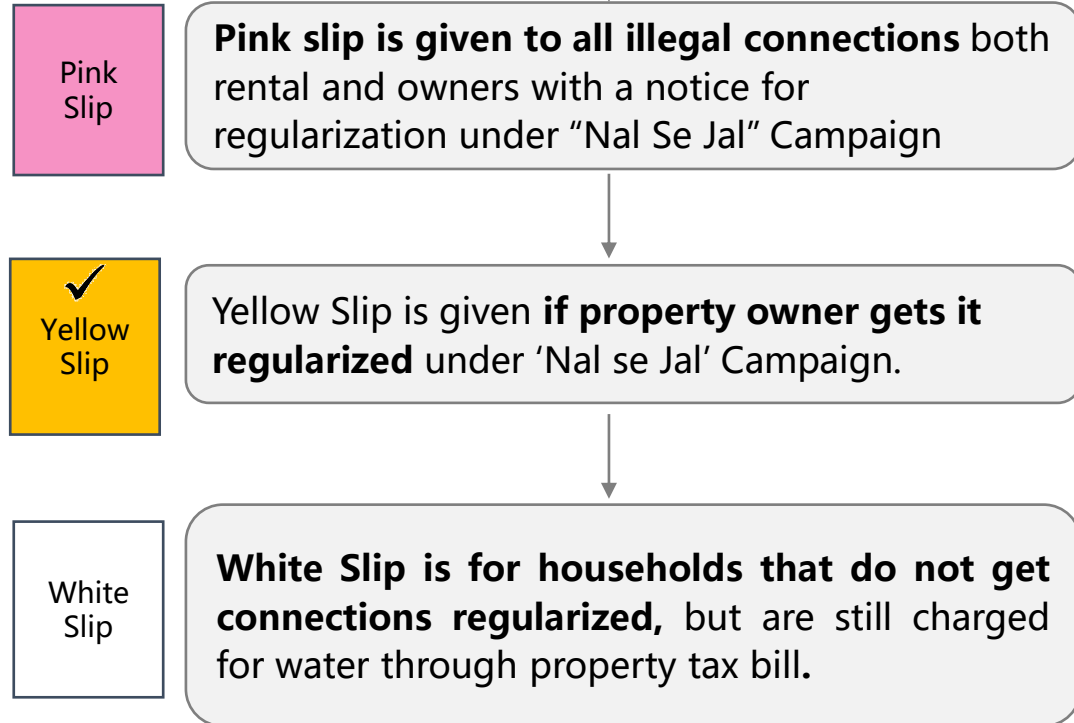 Pink
Slip
Pink slip is given to all illegal connections both
rental and owners with a notice for
regularization under “Nal Se Jal” Campaign
✓
Yellow
Slip
Yellow Slip is given if property owner gets it
regularized under ‘Nal se Jal’ Campaign.
White
Slip
White Slip is for households that do not get
connections regularized, but are still charged
for water through property tax bill.